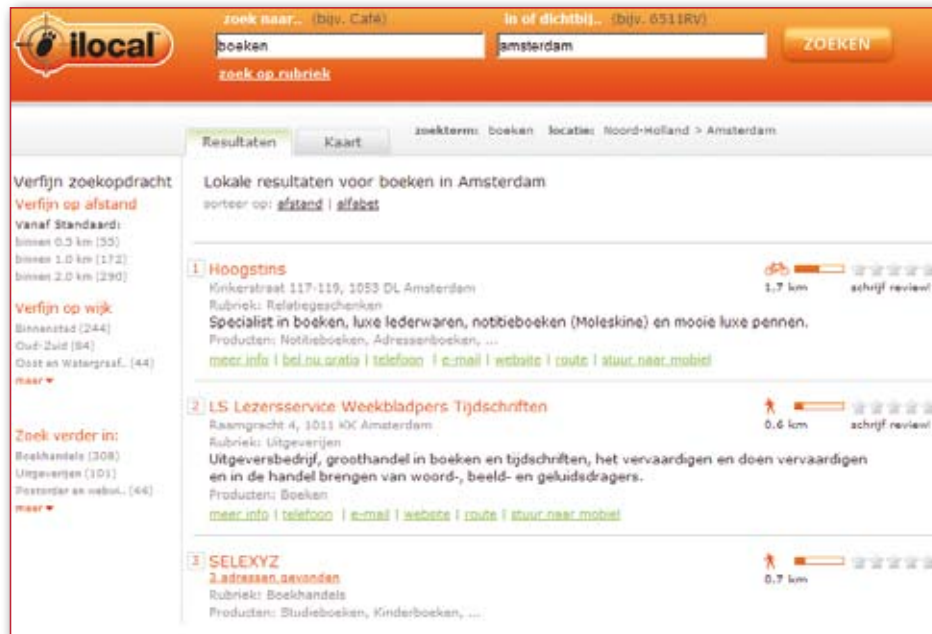 zoek naar.. (bijv. Café)
in of dichtbij.. (bijv. 6511RV)
ilocal
boeken
amsterdam
ZOEKEN
zoek op rubriek
Resultaten
Kaart
zoekterm: boeken locatie: Noord-Holland > Amsterdam
Verfijn zoekopdracht
Verfijn op afstand
Vanaf Standaard:
binnen 0.5 km (55)
binnen 1.0 km (172)
binnen 2.0 km (290)
Verfijn op wijk
Binnenstad (244)
Oud-Zuid (84)
Oost en Watergraaf.. (44)
meer
Zoek verder in:
Boekhandels (308)
Uitgeverijen (101)
Postorder en webwi.. (44)
meer
Lokale resultaten voor boeken in Amsterdam
sorteer op: afstand | alfabet
1 Hoogstins
Kinkerstraat 117-119, 1053 DL Amsterdam
1.7 km
schrijf review!
Rubriek: Relatiegeschenken
Specialist in boeken, luxe lederwaren, notitieboeken (Moleskine) en mooie luxe pennen.
Producten: Notitieboeken, Adressenboeken, ...
meer info | bel nu gratis | telefoon | e-mail | website | route | stuur naar mobiel
2 LS Lezersservice Weekbladpers Tijdschriften
Raamgracht 4, 1011 KK Amsterdam
0.6 km
schrijf review!
Rubriek: Uitgeverijen
Uitgeversbedrijf, groothandel in boeken en tijdschriften, het vervaardigen en doen vervaardigen
en in de handel brengen van woord-, beeld- en geluidsdragers.
Producten: Boeken
meer info | telefoon | e-mail | website | route | stuur naar mobiel
3 SELEXYZ
3 adressen gevonden
0.7 km
Rubriek: Boekhandels
Producten: Studieboeken, Kinderboeken, ...